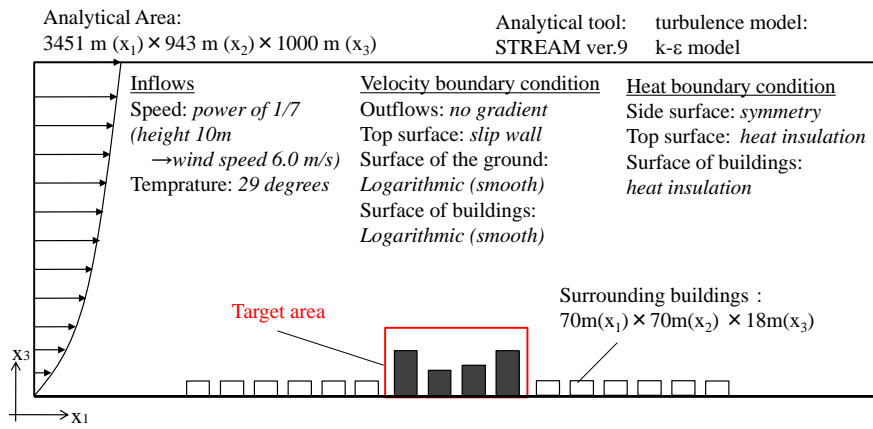 Analytical Area:
3451 m (x₁)×943 m (x₂)×1000 m (x₃)
Analytical tool: turbulence model:
STREAM ver.9 k-ε model
Inflows
Speed: power of 1/7
(height 10m
→wind speed 6.0 m/s)
Temprature: 29 degrees
Velocity boundary condition
Outflows: no gradient
Top surface: slip wall
Surface of the ground:
Logarithmic (smooth)
Surface of buildings:
Logarithmic (smooth)
Heat boundary condition
Side surface: symmetry
Top surface: heat insulation
Surface of buildings:
heat insulation
Target area
Surrounding buildings :
70m(x₁)×70m(x₂) ×18m(x₃)
x₃
x₁